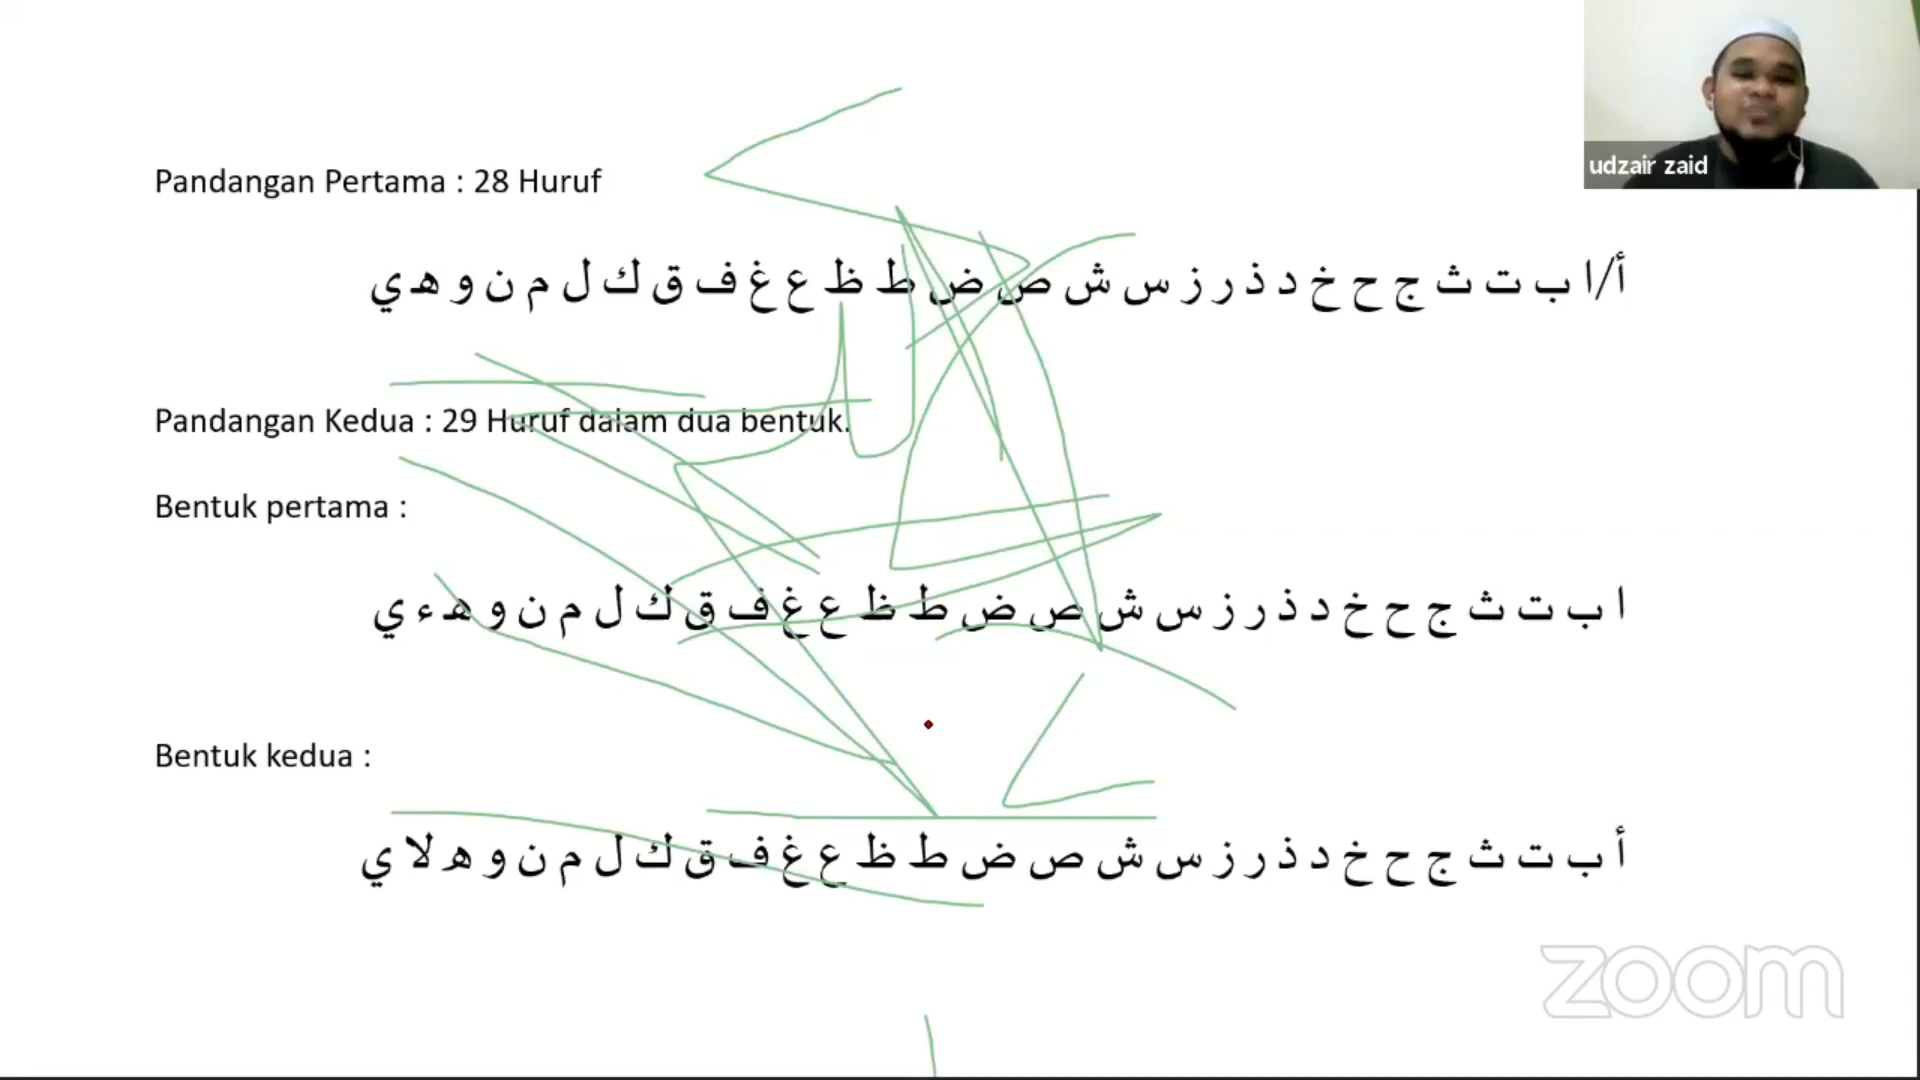 udzair zaid
Pandangan Pertama : 28 Huruf
أ/ا ب ت ث ج ح خ د ذ ر ز س ش ص ض ط ظ ع غ ف ق ك ل م ن و ه ي
Pandangan Kedua : 29 Huruf dalam dua bentuk.
Bentuk pertama :
ا ب ت ث ج ح خ د ذ ر ز س ش ص ض ط ظ ع غ ف ق ك ل م ن و ه ء ي
Bentuk kedua :
أ ب ت ث ج ح خ د ذ ر ز س ش ص ض ط ظ ع غ ف ق ك ل م ن و ه لا ي
zoom